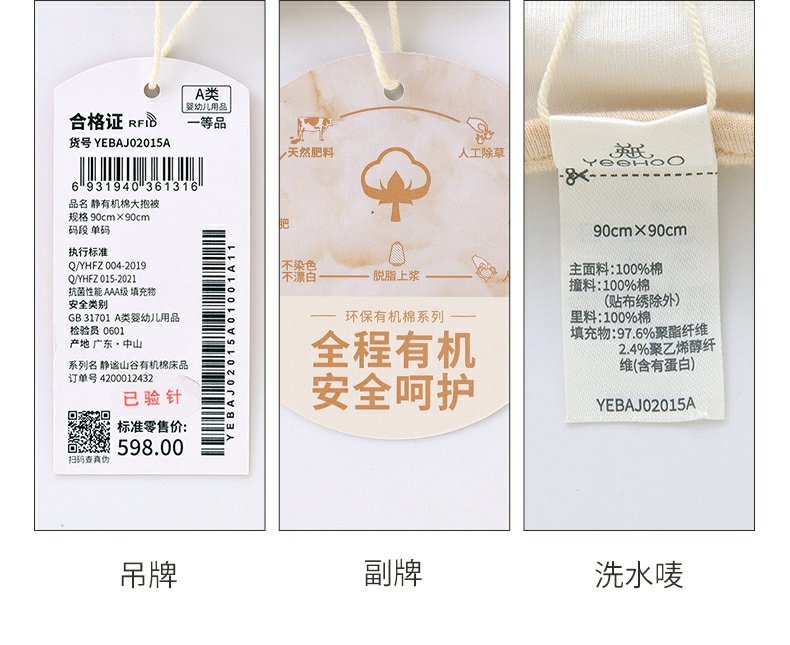 A类
婴幼儿用品
合格证 RFID
一等品
货号 YEBAJ02015A
6 931940 361316
品名 静有机棉大抱被
规格 90cm×90cm
码段 单码
执行标准
Q/YHFZ 004-2019
Q/YHFZ 015-2021
抗菌性能 AAA级 填充物
安全类别
GB 31701 A类婴幼儿用品
检验员 0601
产地 广东·中山
系列名 静谧山谷有机棉床品
订单号 4200012432
已验针
标准零售价:
598.00
扫码查真伪
YEBAJ02015A01001A11
天然肥料
人工除草
肥
不染色
不漂白
脱脂上浆
人
环保有机棉系列
全程有机
安全呵护
英氏
YEEHOO
90cm×90cm
主面料:100%棉
撞料:100%棉
(贴布绣除外)
里料:100%棉
填充物:97.6%聚酯纤维
2.4%聚乙烯醇纤
维(含有蛋白)
YEBAJ02015A
吊牌
副牌
洗水唛